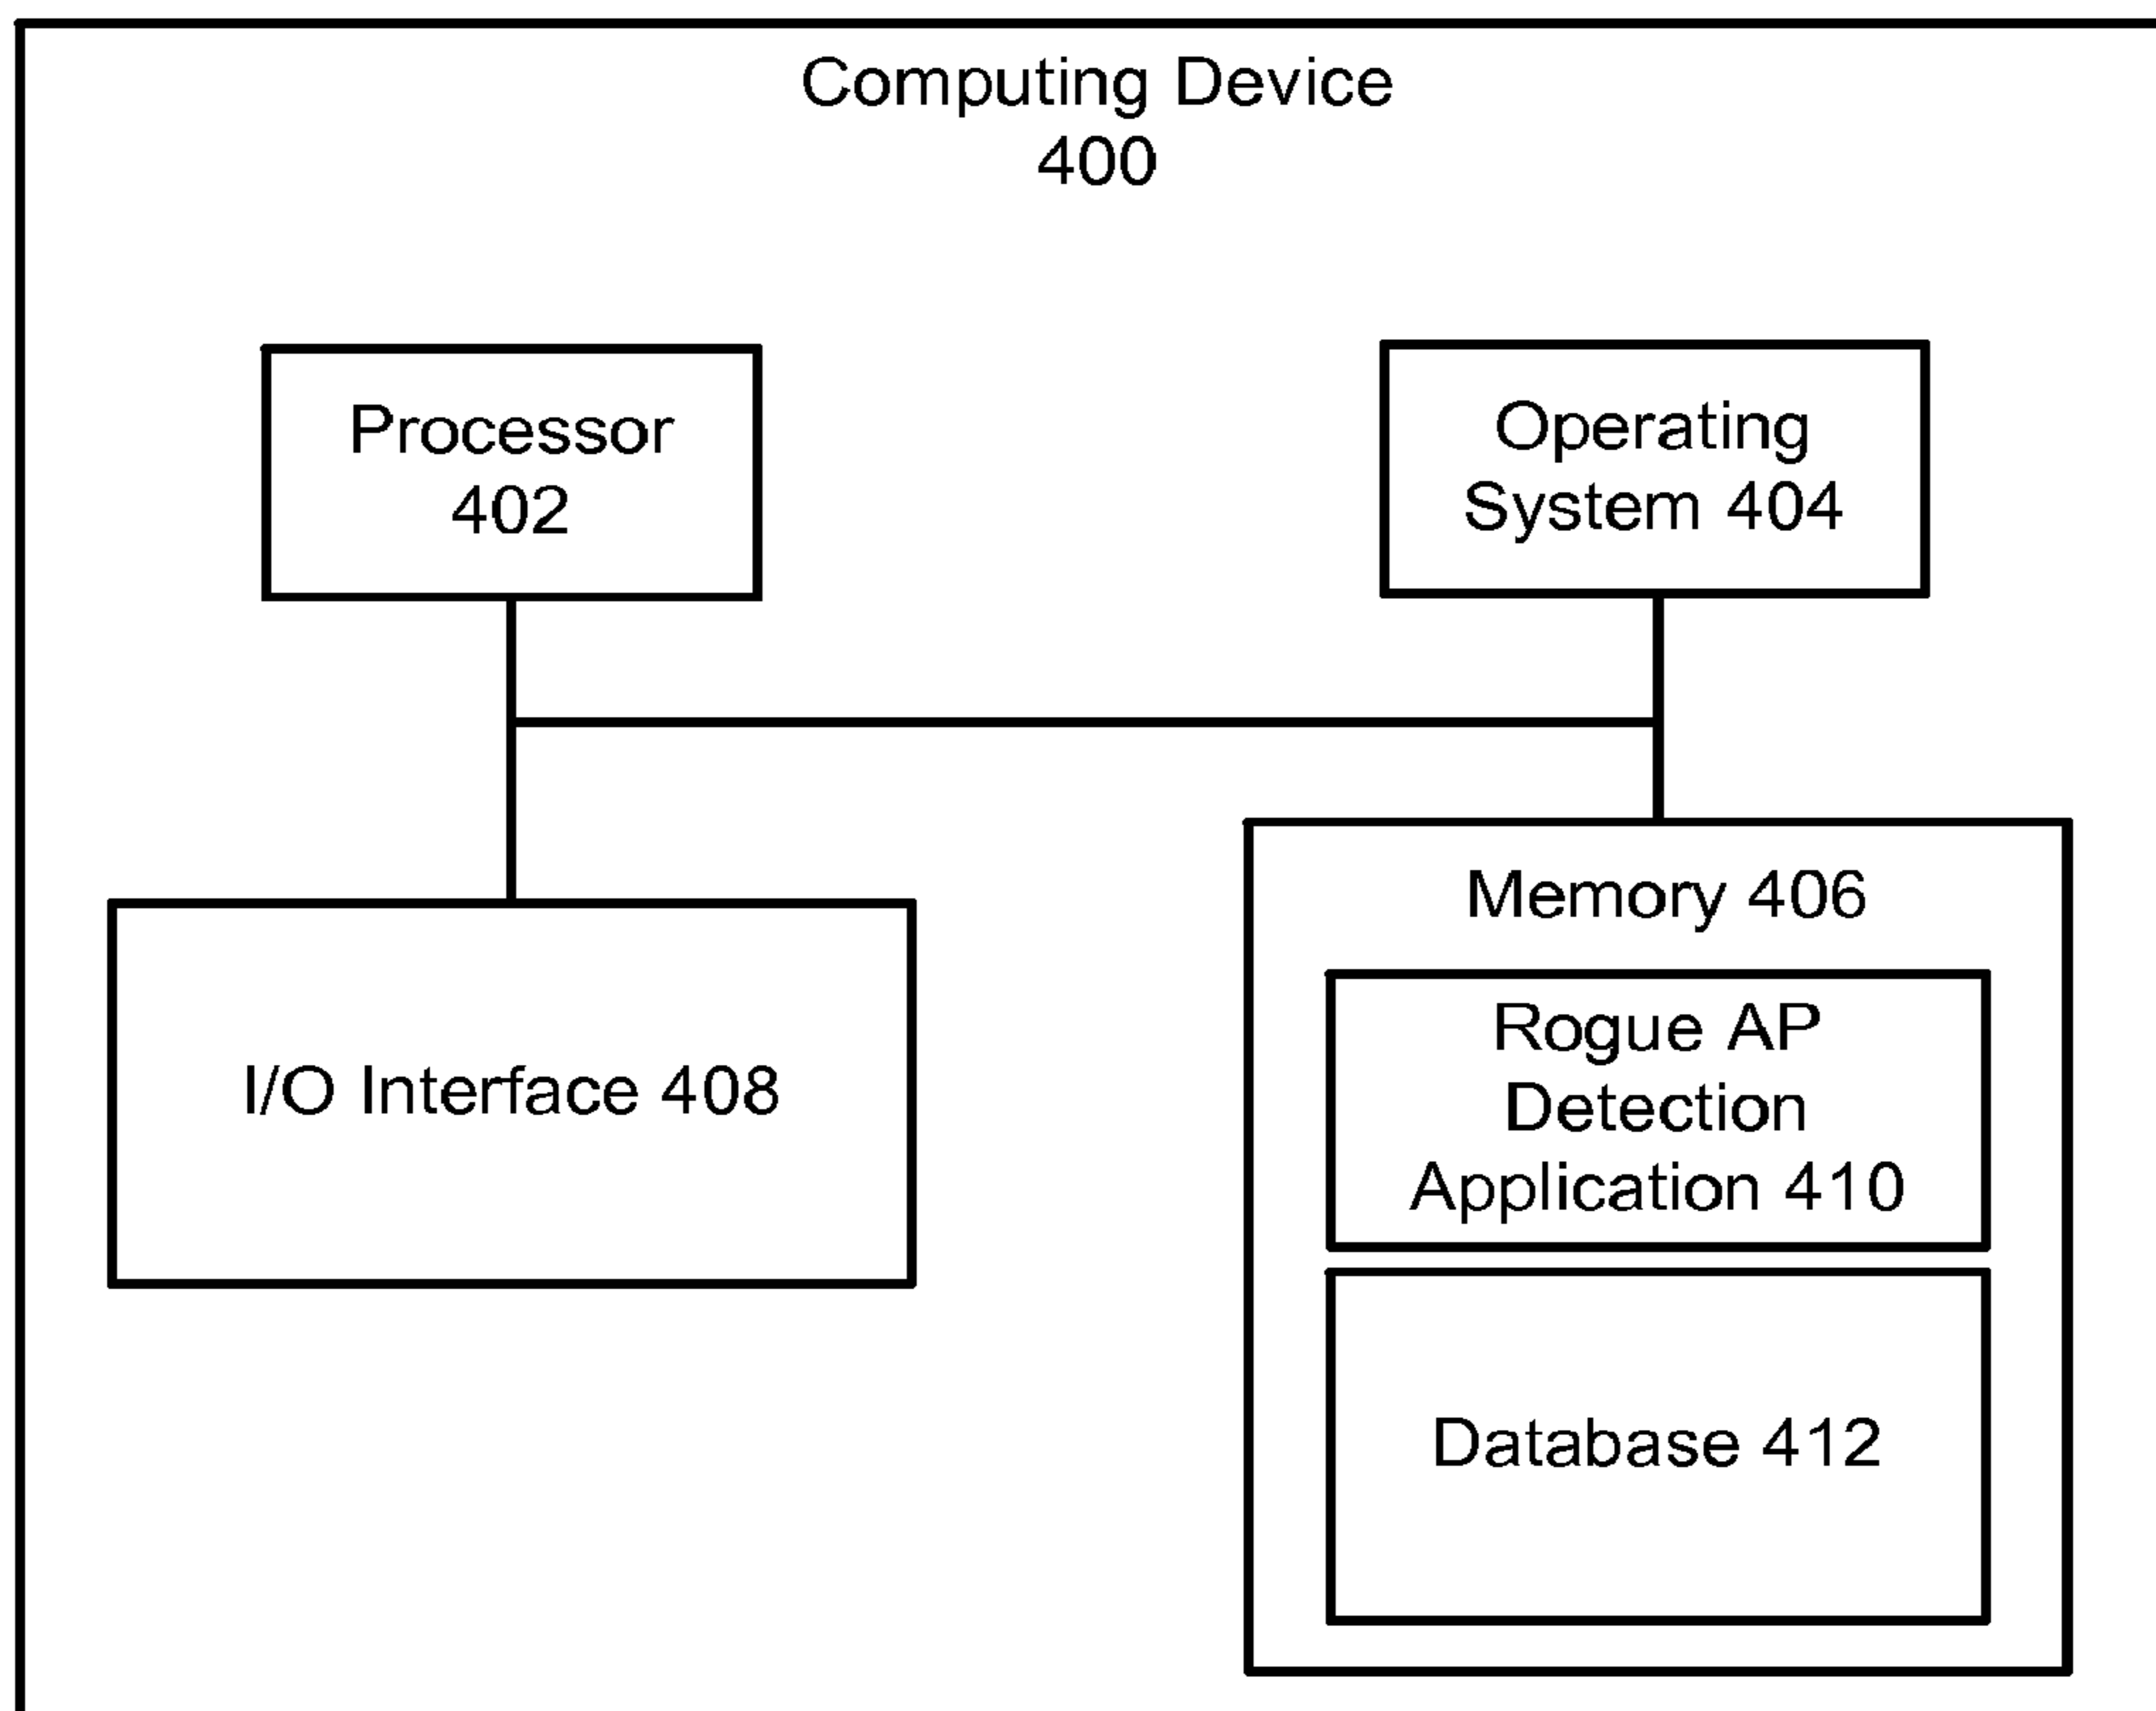 Computing Device
400
Processor
402
Operating
System 404
I/O Interface 408
Memory 406
Rogue AP
Detection
Application 410
Database 412